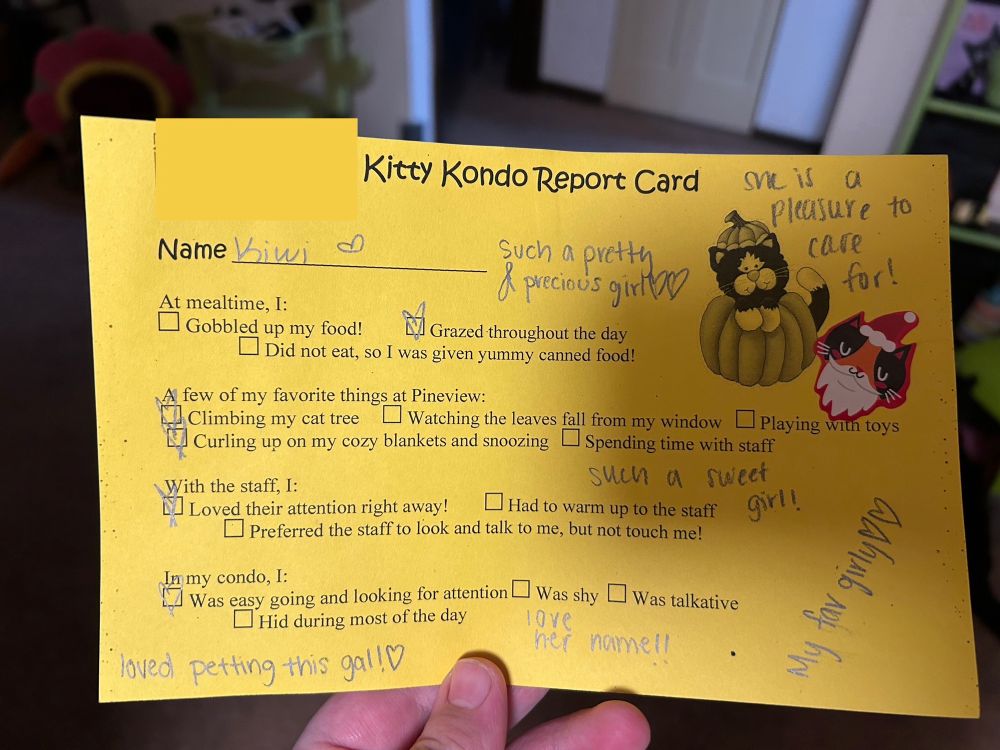 Kitty Kondo Report Card
she is a
pleasure to
care
for!
Name Kiwi
such a pretty
& precious girl
At mealtime, I:
Gobbled up my food! Grazed throughout the day
Did not eat, so I was given yummy canned food!
A few of my favorite things at Pineview:
Climbing my cat tree Watching the leaves fall from my window Playing with toys
Curling up on my cozy blankets and snoozing Spending time with staff
such a sweet
girl!
With the staff, I:
Loved their attention right away! Had to warm up to the staff
Preferred the staff to look and talk to me, but not touch me!
My fav girly
In my condo, I:
Was easy going and looking for attention Was shy Was talkative
Hid during most of the day
love
her name!!
loved petting this gal!